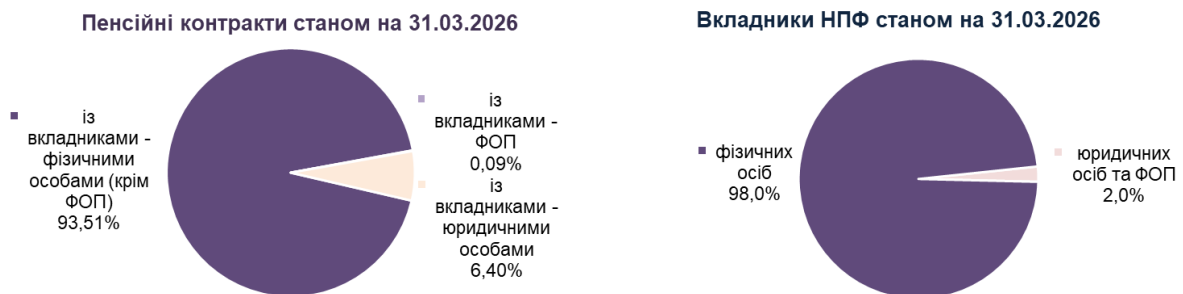 Пенсійні контракти станом на 31.03.2026
із
вкладниками -
фізичними
особами (крім
ФОП)
93,51%
із
вкладниками -
ФОП
0,09%
із
вкладниками -
юридичними
особами
6,40%
Вкладники НПФ станом на 31.03.2026
фізичних
осіб
98,0%
юридичних
осіб та ФОП
2,0%